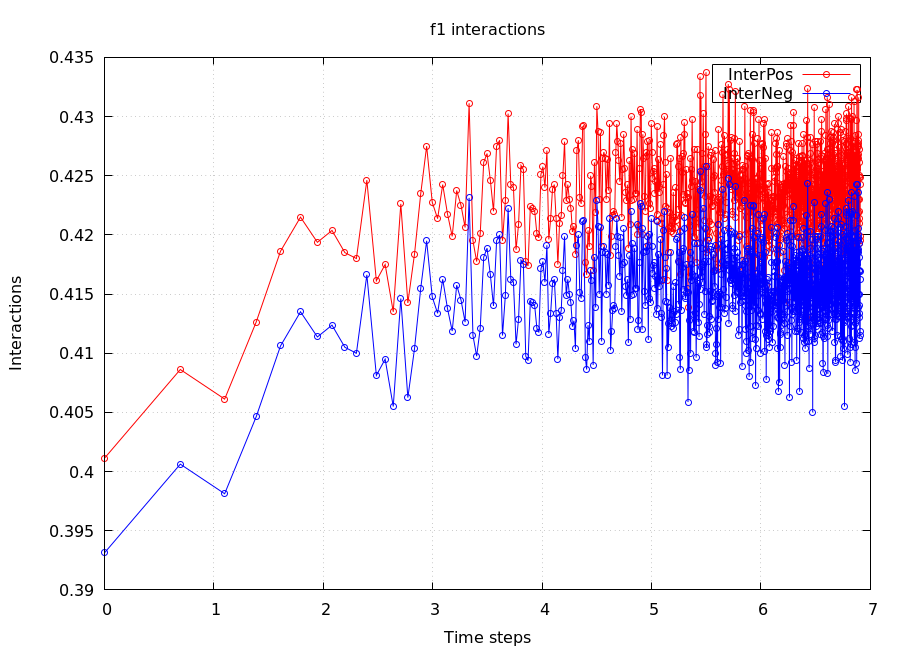 f1 interactions
0.435
0.43
0.425
0.42
0.415
0.41
0.405
0.4
0.395
0.39
0 1 2 3 4 5 6 7
Interactions
Time steps
InterPos
InterNeg